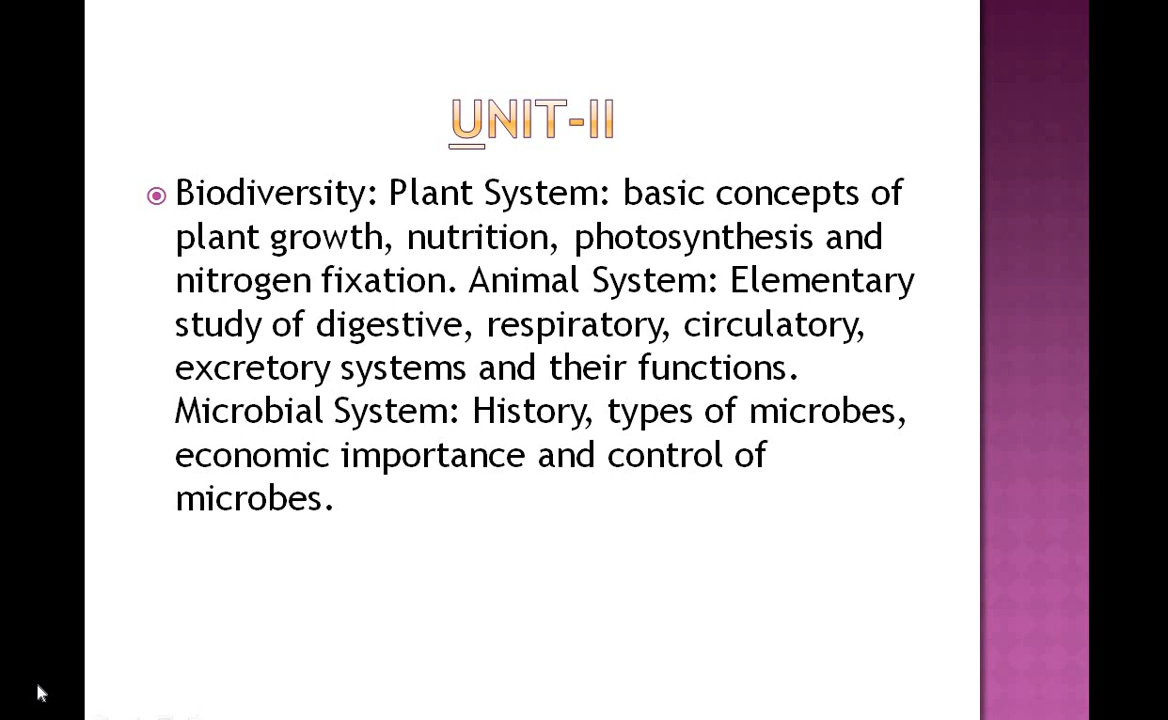 UNIT-II
Biodiversity: Plant System: basic concepts of
plant growth, nutrition, photosynthesis and
nitrogen fixation. Animal System: Elementary
study of digestive, respiratory, circulatory,
excretory systems and their functions.
Microbial System: History, types of microbes,
economic importance and control of
microbes.